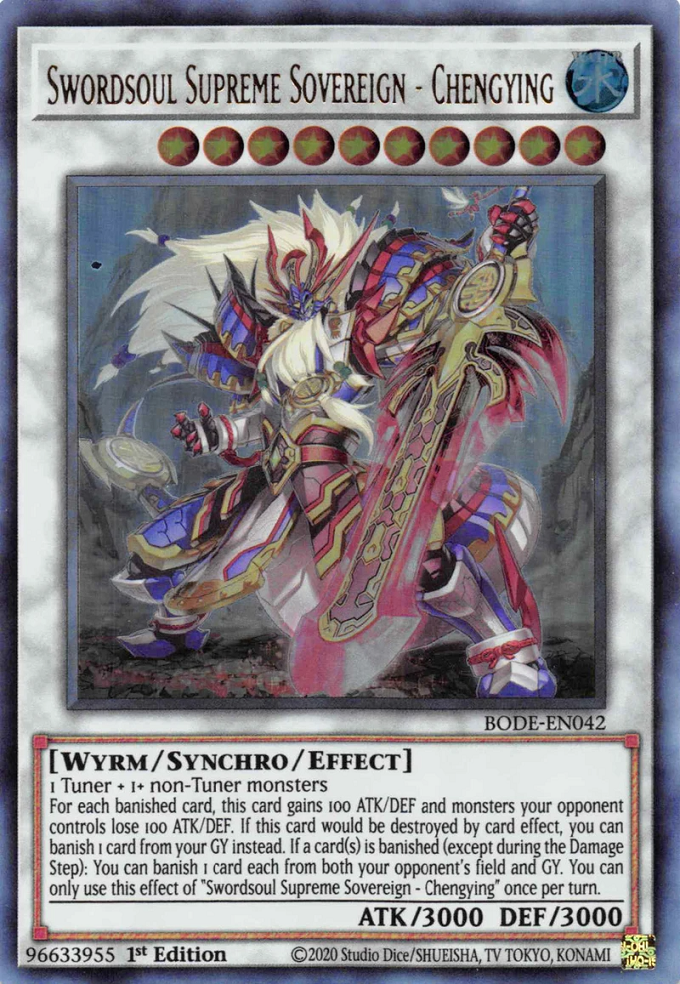 SWORDSOUL SUPREME SOVEREIGN - CHENGYING
WATER
水
BODE-EN042
[WYRM/SYNCHRO/EFFECT]
1 Tuner + 1+ non-Tuner monsters
For each banished card, this card gains 100 ATK/DEF and monsters your opponent
controls lose 100 ATK/DEF. If this card would be destroyed by card effect, you can
banish 1 card from your GY instead. If a card(s) is banished (except during the Damage
Step): You can banish 1 card each from both your opponent's field and GY. You can
only use this effect of "Swordsoul Supreme Sovereign - Chengying" once per turn.
ATK/3000 DEF/3000
96633955 1st Edition ©2020 Studio Dice/SHUEISHA, TV TOKYO, KONAMI